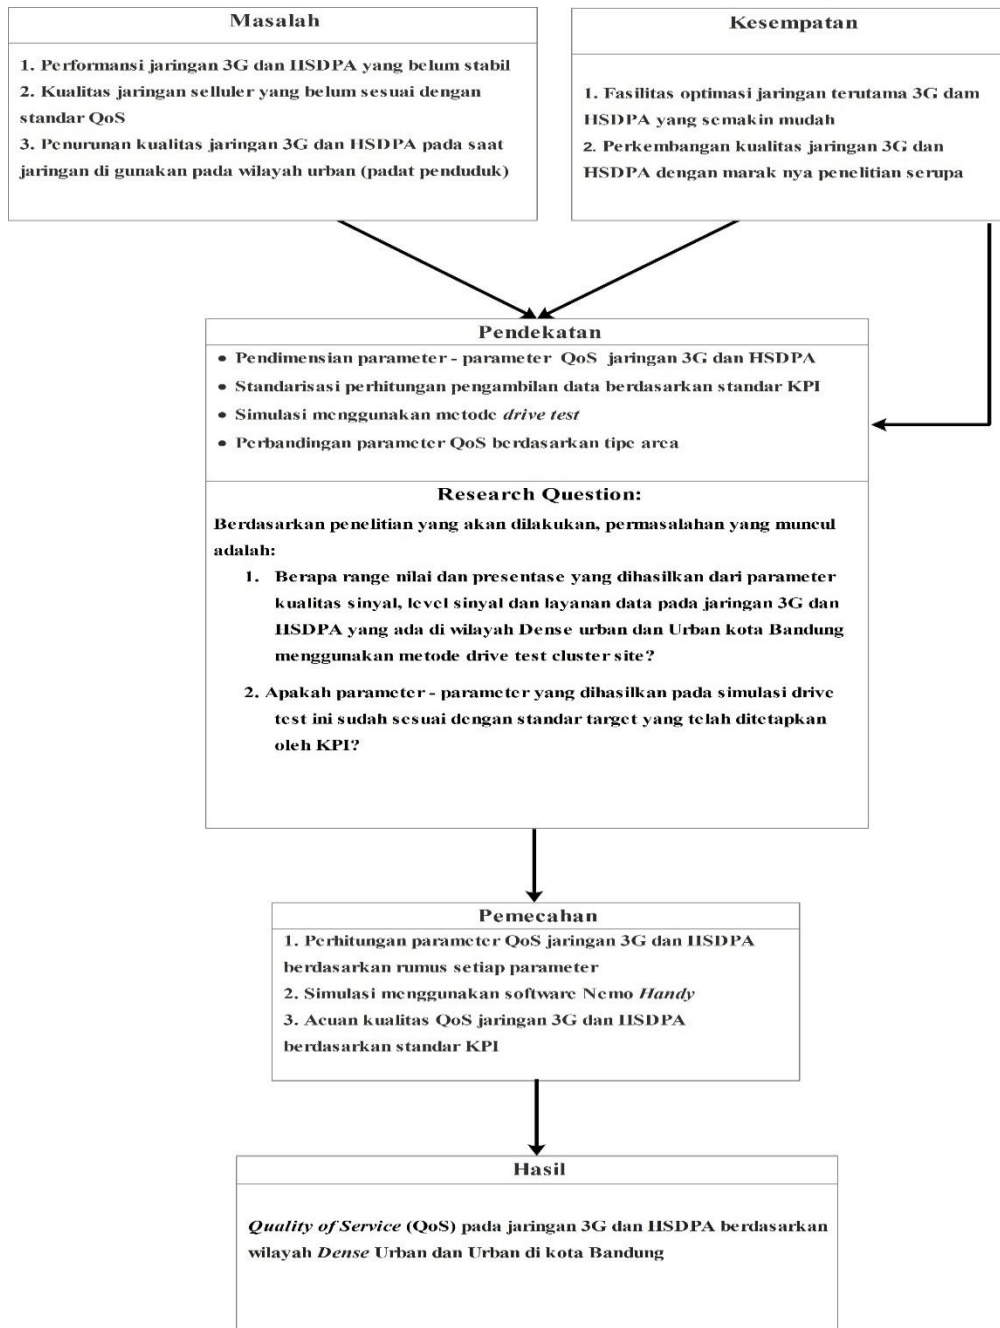 Masalah
1. Performansi jaringan 3G dan HSDPA yang belum stabil
2. Kualitas jaringan selluler yang belum sesuai dengan
standar QoS
3. Penurunan kualitas jaringan 3G dan HSDPA pada saat
jaringan di gunakan pada wilayah urban (padat penduduk)
Kesempatan
1. Fasilitas optimasi jaringan terutama 3G dam
HSDPA yang semakin mudah
2. Perkembangan kualitas jaringan 3G dan
HSDPA dengan marak nya penelitian serupa
Pendekatan
• Pendimensian parameter - parameter QoS jaringan 3G dan HSDPA
• Standarisasi perhitungan pengambilan data berdasarkan standar KPI
• Simulasi menggunakan metode drive test
• Perbandingan parameter QoS berdasarkan tipe area
Research Question:
Berdasarkan penelitian yang akan dilakukan, permasalahan yang muncul
adalah:
1. Berapa range nilai dan presentase yang dihasilkan dari parameter
kualitas sinyal, level sinyal dan layanan data pada jaringan 3G dan
HSDPA yang ada di wilayah Dense urban dan Urban kota Bandung
menggunakan metode drive test cluster site?
2. Apakah parameter - parameter yang dihasilkan pada simulasi drive
test ini sudah sesuai dengan standar target yang telah ditetapkan
oleh KPI?
Pemecahan
1. Perhitungan parameter QoS jaringan 3G dan HSDPA
berdasarkan rumus setiap parameter
2. Simulasi menggunakan software Nemo Handy
3. Acuan kualitas QoS jaringan 3G dan HSDPA
berdasarkan standar KPI
Hasil
Quality of Service (QoS) pada jaringan 3G dan HSDPA berdasarkan
wilayah Dense Urban dan Urban di kota Bandung